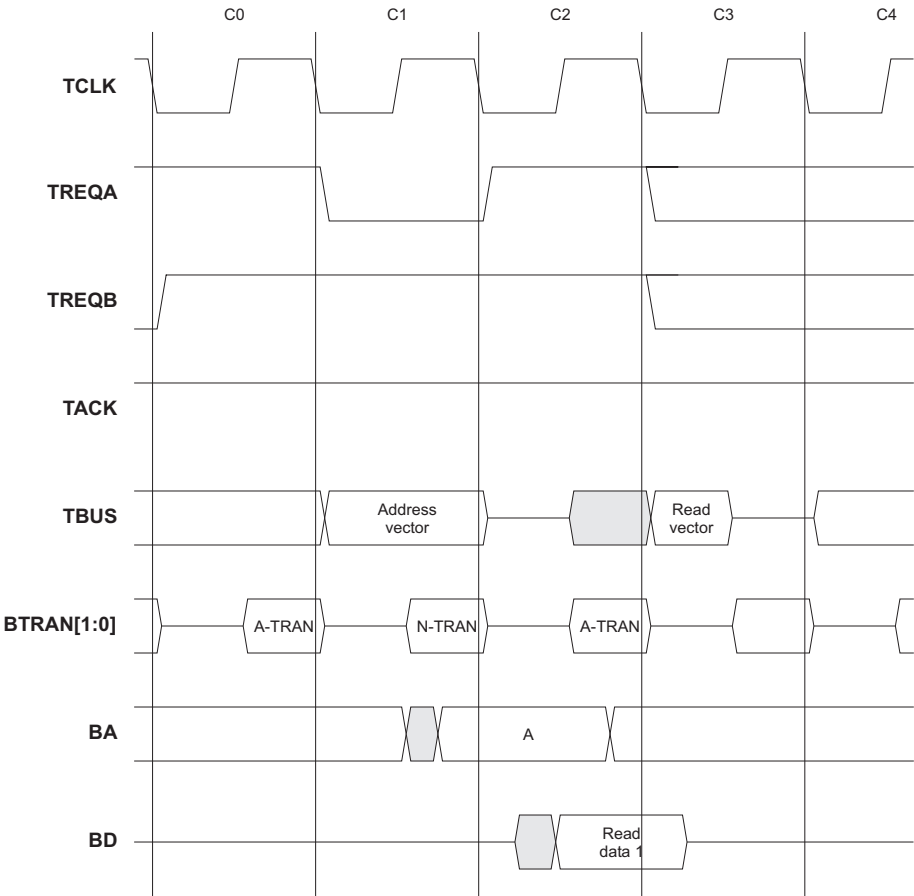 C0 C1 C2 C3 C4
TCLK
TREQA
TREQB
TACK
TBUS
Address
vector
Read
vector
BTRAN[1:0]
A-TRAN
N-TRAN
A-TRAN
BA
A
BD
Read
data 1